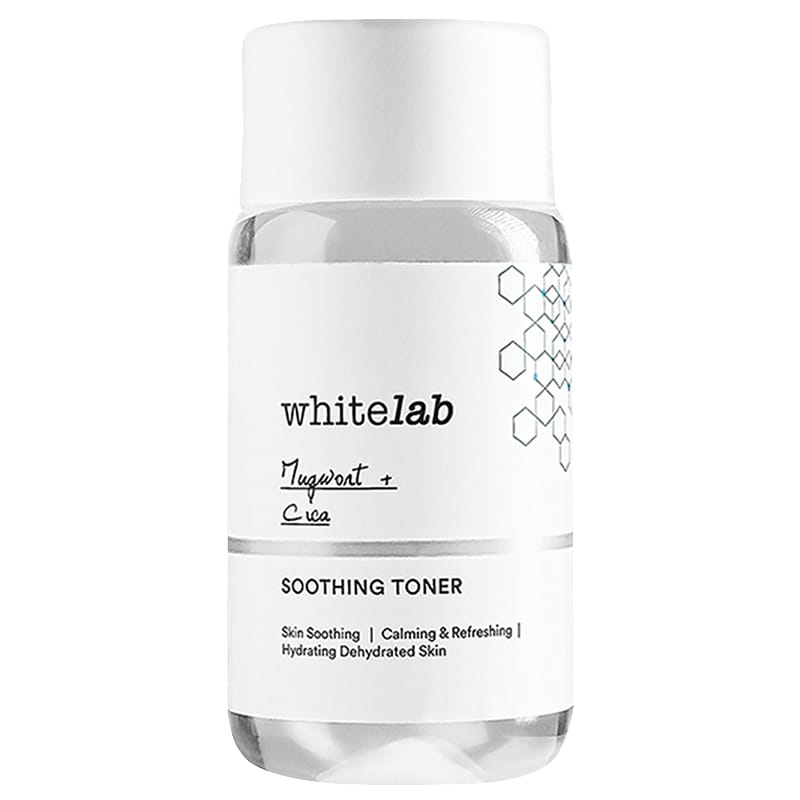 whitelab
Mugwort +
Cica
SOOTHING TONER
Skin Soothing | Calming & Refreshing |
Hydrating Dehydrated Skin